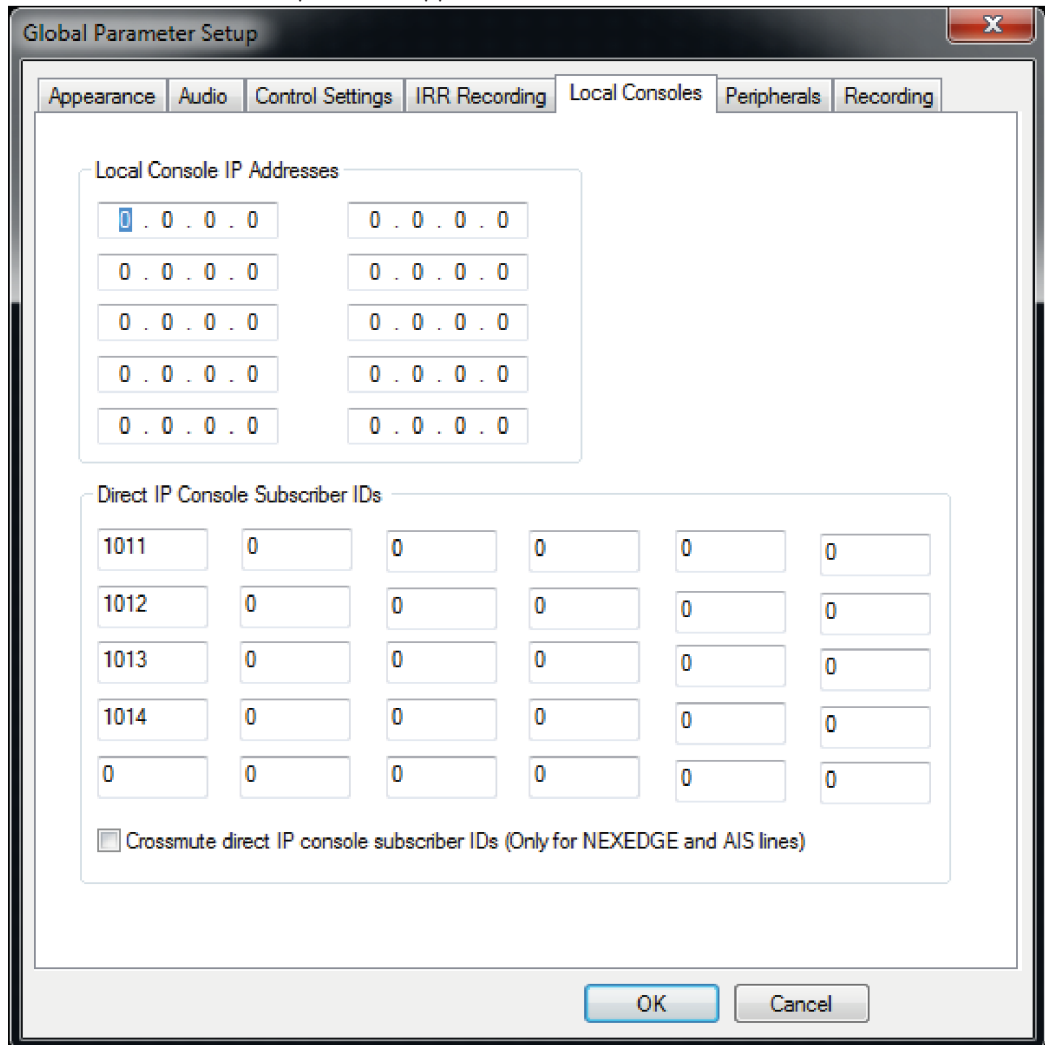 Global Parameter Setup
Appearance Audio Control Settings IRR Recording Local Consoles Peripherals Recording
Local Console IP Addresses
0 . 0 . 0 . 0 0 . 0 . 0 . 0
0 . 0 . 0 . 0 0 . 0 . 0 . 0
0 . 0 . 0 . 0 0 . 0 . 0 . 0
0 . 0 . 0 . 0 0 . 0 . 0 . 0
0 . 0 . 0 . 0 0 . 0 . 0 . 0
Direct IP Console Subscriber IDs
1011 0 0 0 0 0
1012 0 0 0 0 0
1013 0 0 0 0 0
1014 0 0 0 0 0
0 0 0 0 0 0
Crossmute direct IP console subscriber IDs (Only for NEXEDGE and AIS lines)
OK Cancel